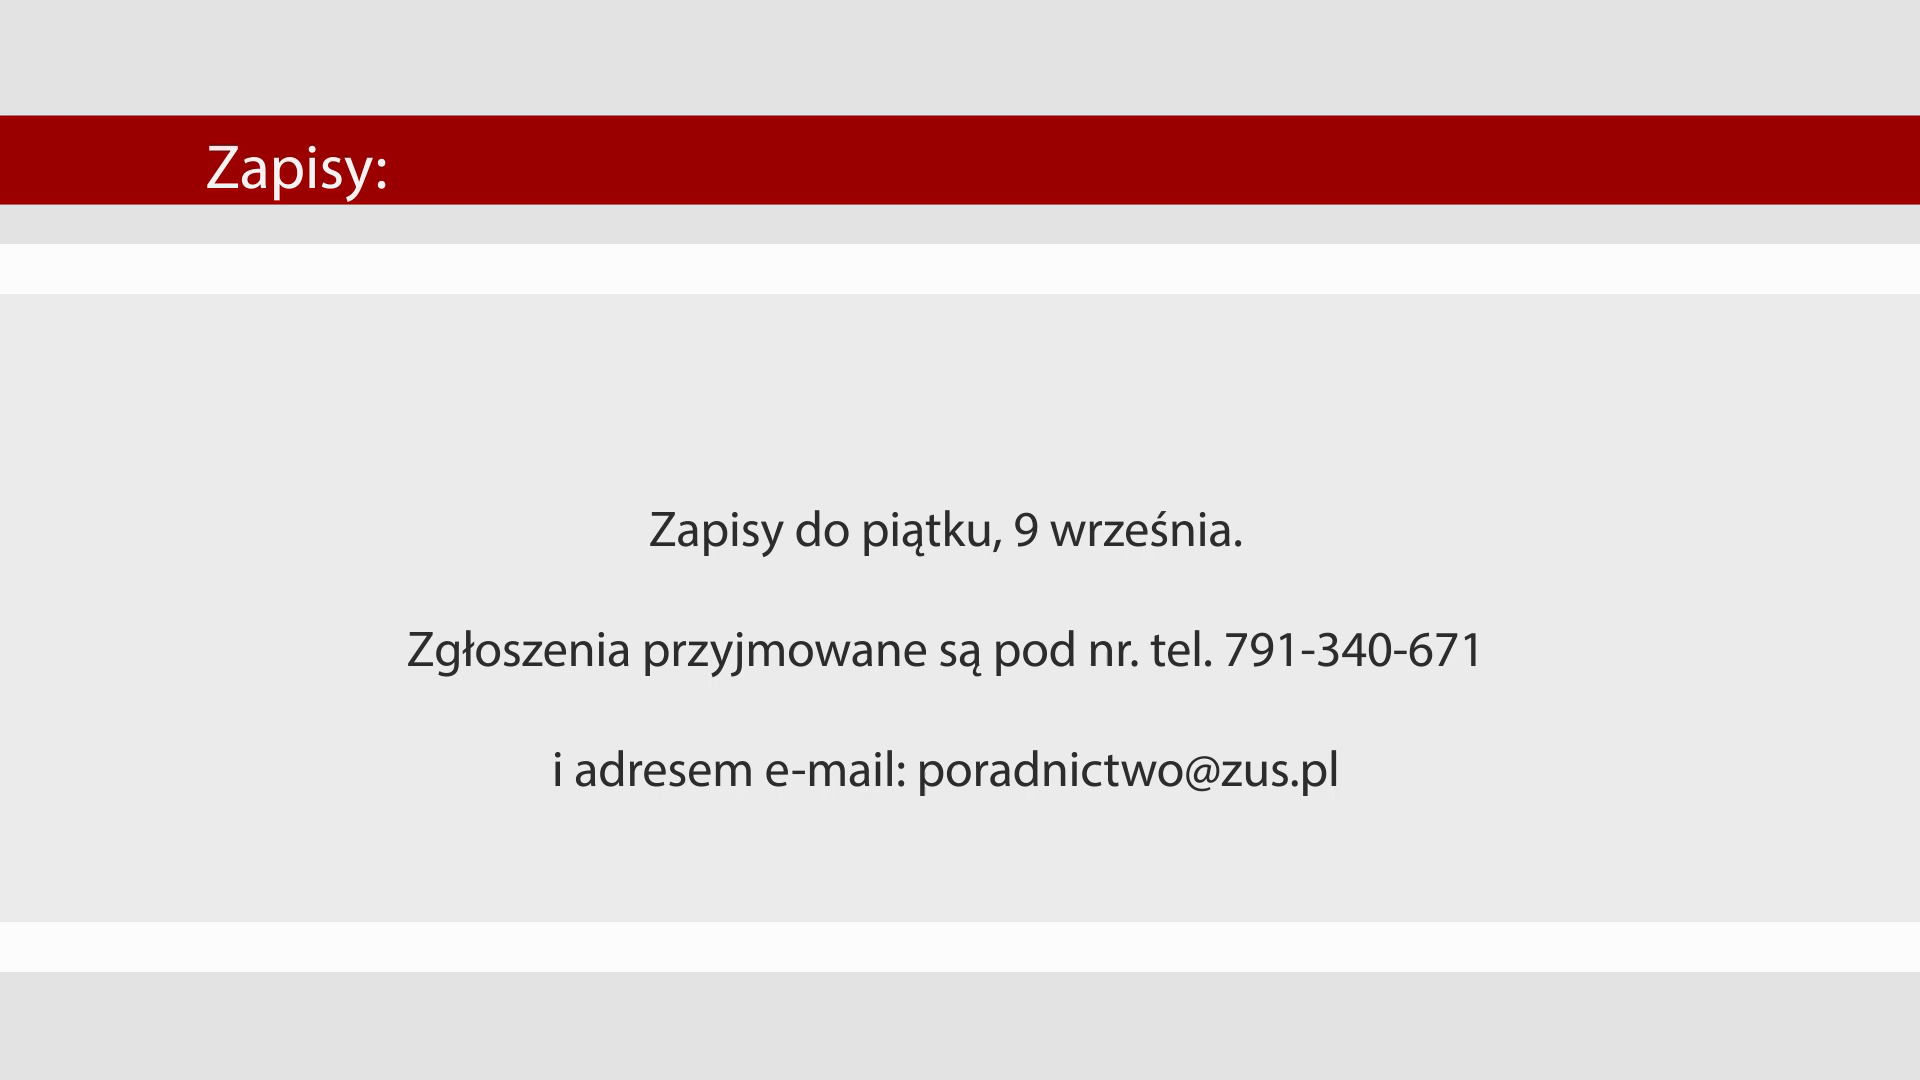 Zapisy:
Zapisy do piątku, 9 września.
Zgłoszenia przyjmowane są pod nr. tel. 791-340-671
i adresem e-mail: poradnictwo@zus.pl